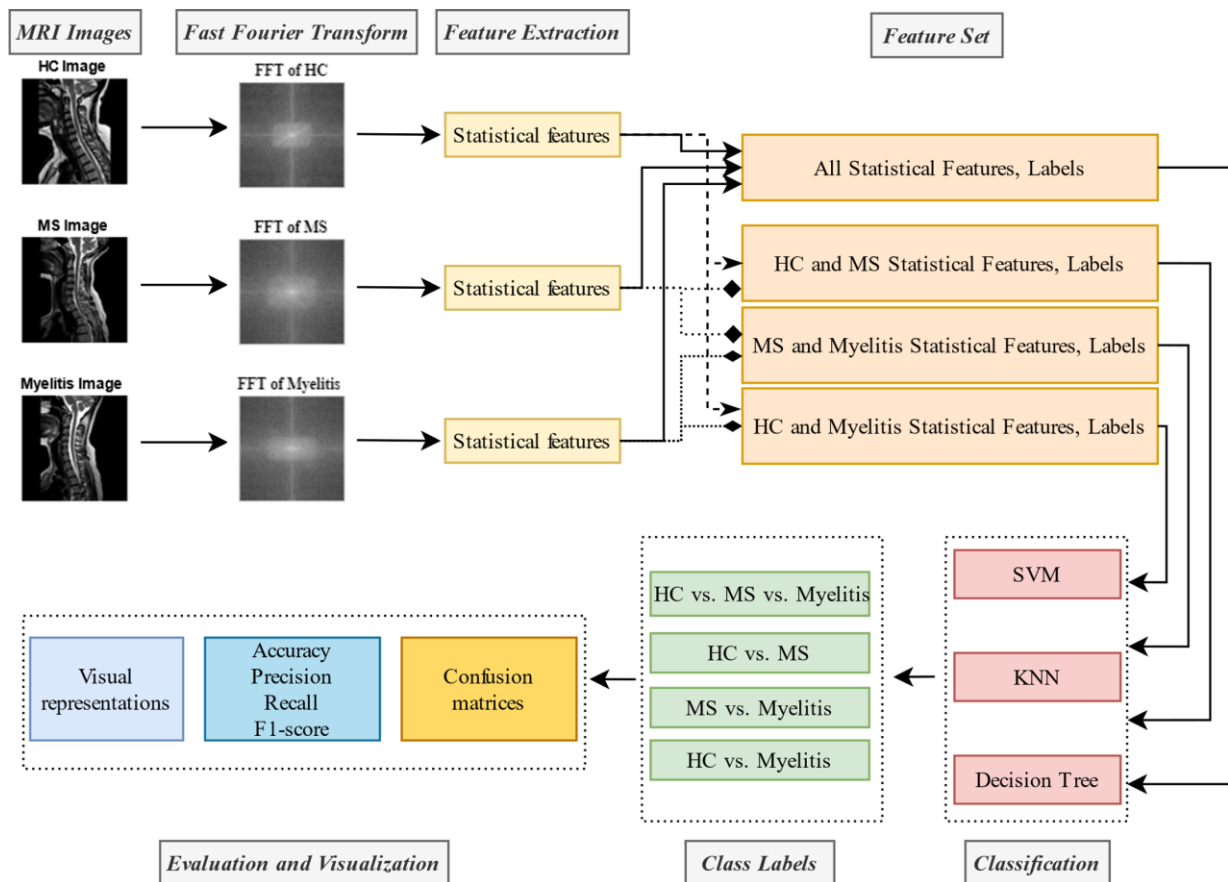 MRI Images
Fast Fourier Transform
Feature Extraction
Feature Set
HC Image
FFT of HC
Statistical features
All Statistical Features, Labels
MS Image
FFT of MS
Statistical features
HC and MS Statistical Features, Labels
MS and Myelitis Statistical Features, Labels
Myelitis Image
FFT of Myelitis
Statistical features
HC and Myelitis Statistical Features, Labels
SVM
KNN
Decision Tree
HC vs. MS vs. Myelitis
HC vs. MS
MS vs. Myelitis
HC vs. Myelitis
Visual
representations
Accuracy
Precision
Recall
F1-score
Confusion
matrices
Evaluation and Visualization
Class Labels
Classification